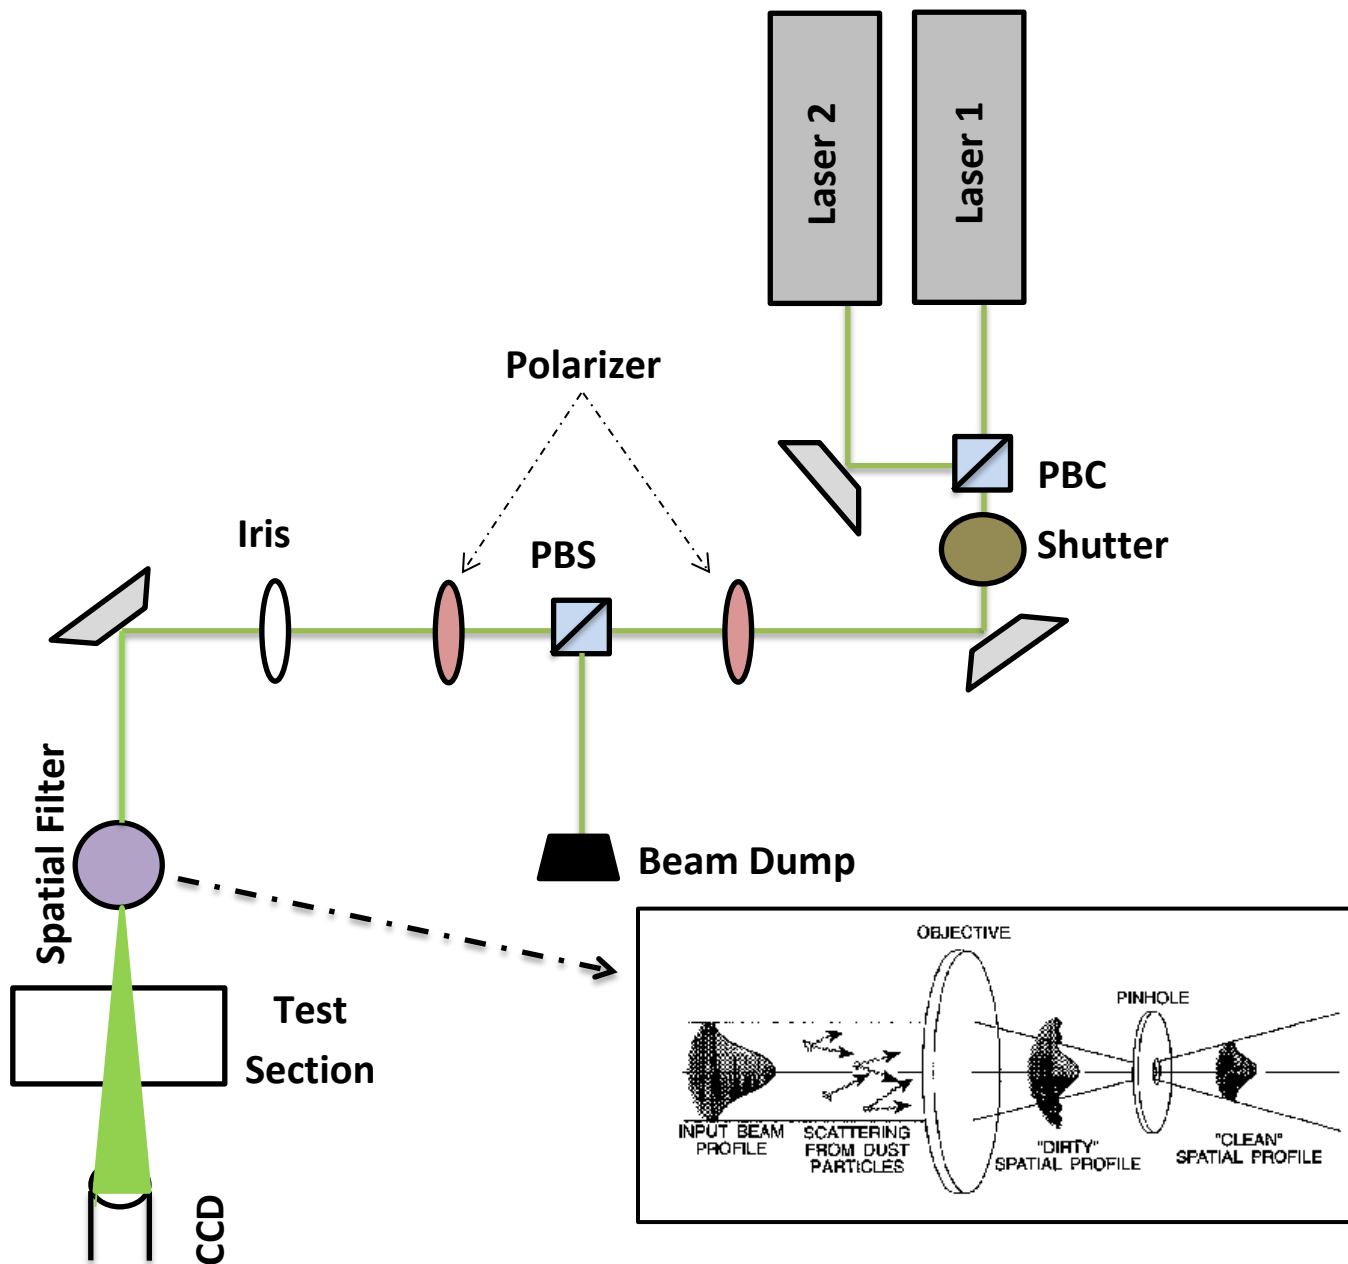 Laser 2
Laser 1
Polarizer
PBC
Iris
PBS
Shutter
Spatial Filter
Beam Dump
Test
Section
CCD
OBJECTIVE
PINHOLE
INPUT BEAM
PROFILE
SCATTERING
FROM DUST
PARTICLES
"DIRTY"
SPATIAL PROFILE
"CLEAN"
SPATIAL PROFILE